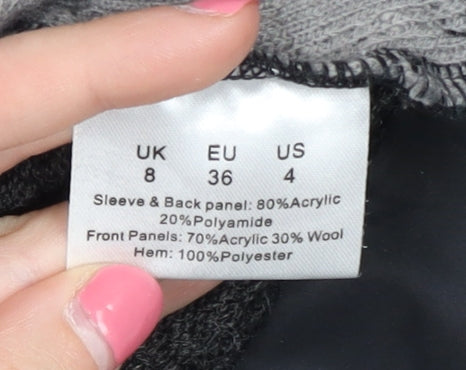 UK EU US
8 36 4
Sleeve & Back panel: 80%Acrylic
20%Polyamide
Front Panels: 70%Acrylic 30% Wool
Hem: 100%Polyester